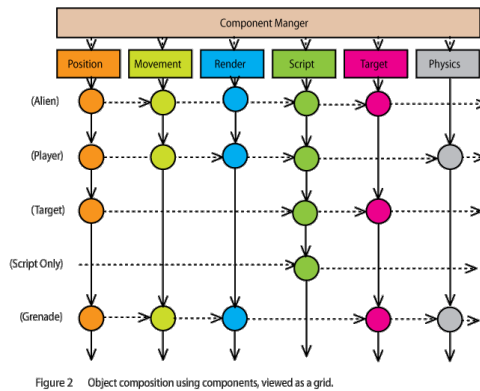 Component Manger
Position Movement Render Script Target Physics
(Alien)
(Player)
(Target)
(Script Only)
(Grenade)
Figure 2 Object composition using components, viewed as a grid.